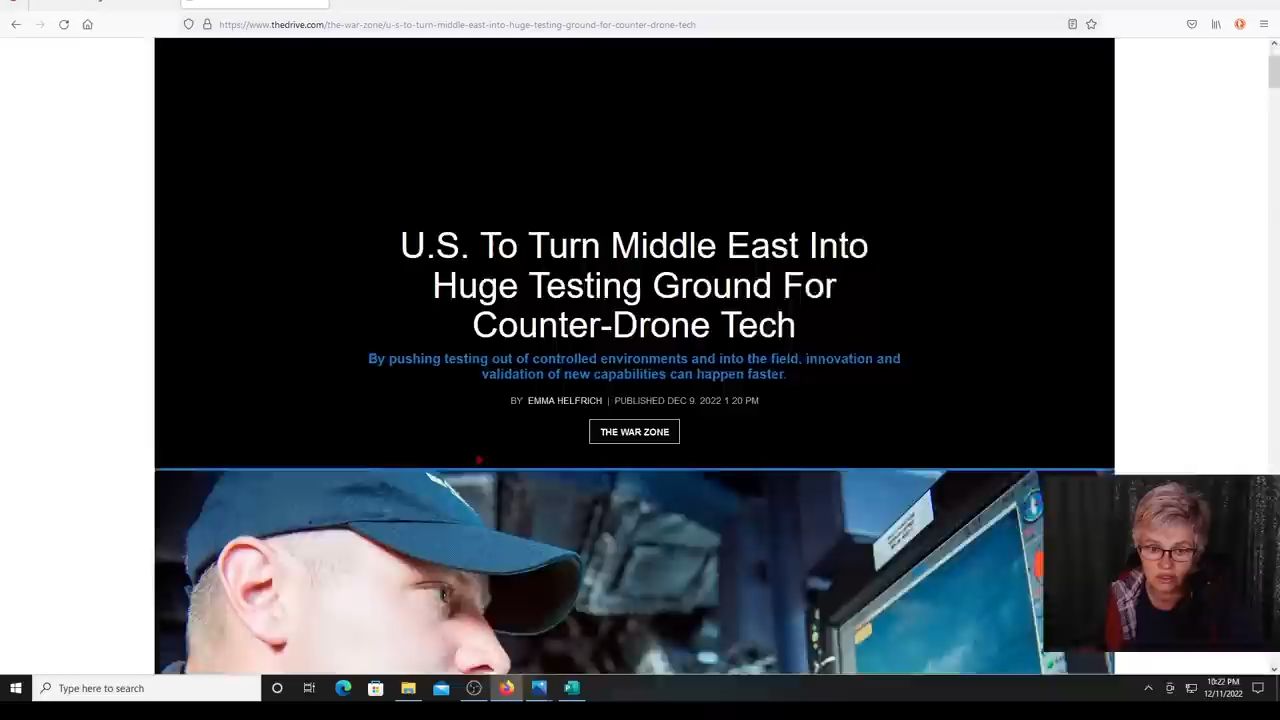 https://www.thedrive.com/the-war-zone/u-s-to-turn-middle-east-into-huge-testing-ground-for-counter-drone-tech
U.S. To Turn Middle East Into
Huge Testing Ground For
Counter-Drone Tech
By pushing testing out of controlled environments and into the field, innovation and
validation of new capabilities can happen faster.
BY EMMA HELFRICH | PUBLISHED DEC 9, 2022 1:20 PM
THE WAR ZONE
Type here to search
10:22 PM
12/11/2022